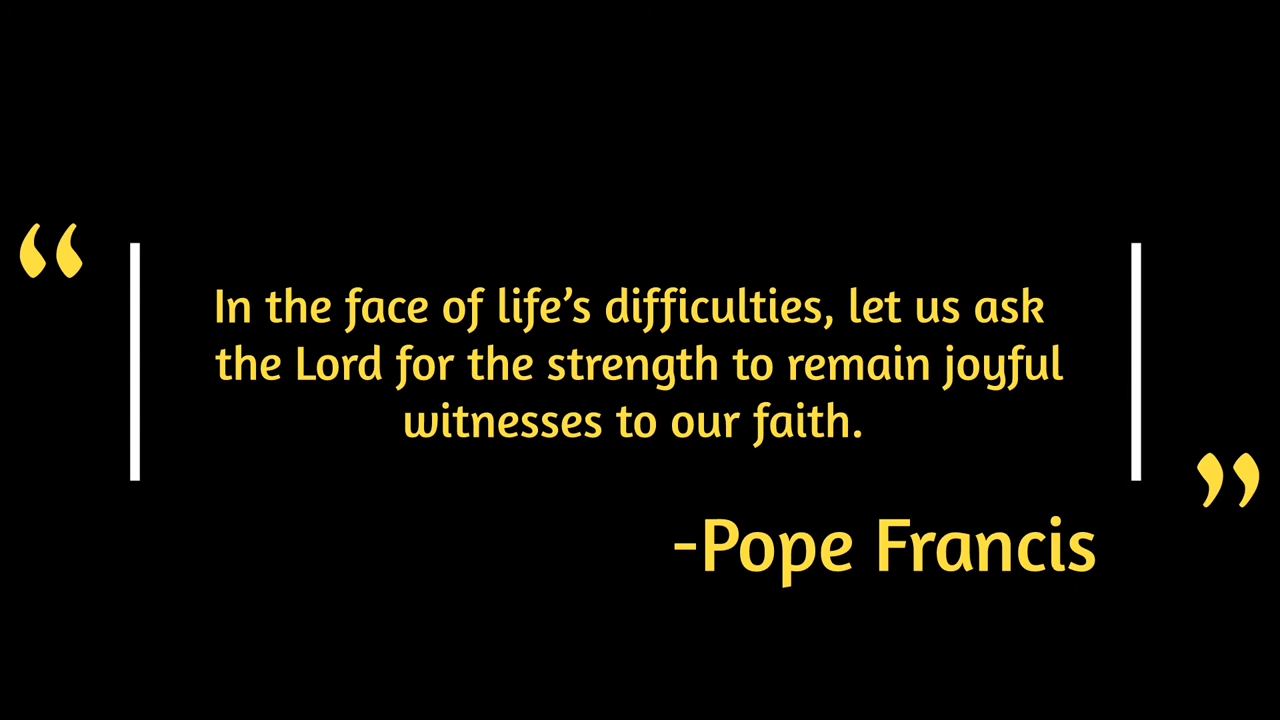 “
In the face of life’s difficulties, let us ask
the Lord for the strength to remain joyful
witnesses to our faith.
”
-Pope Francis